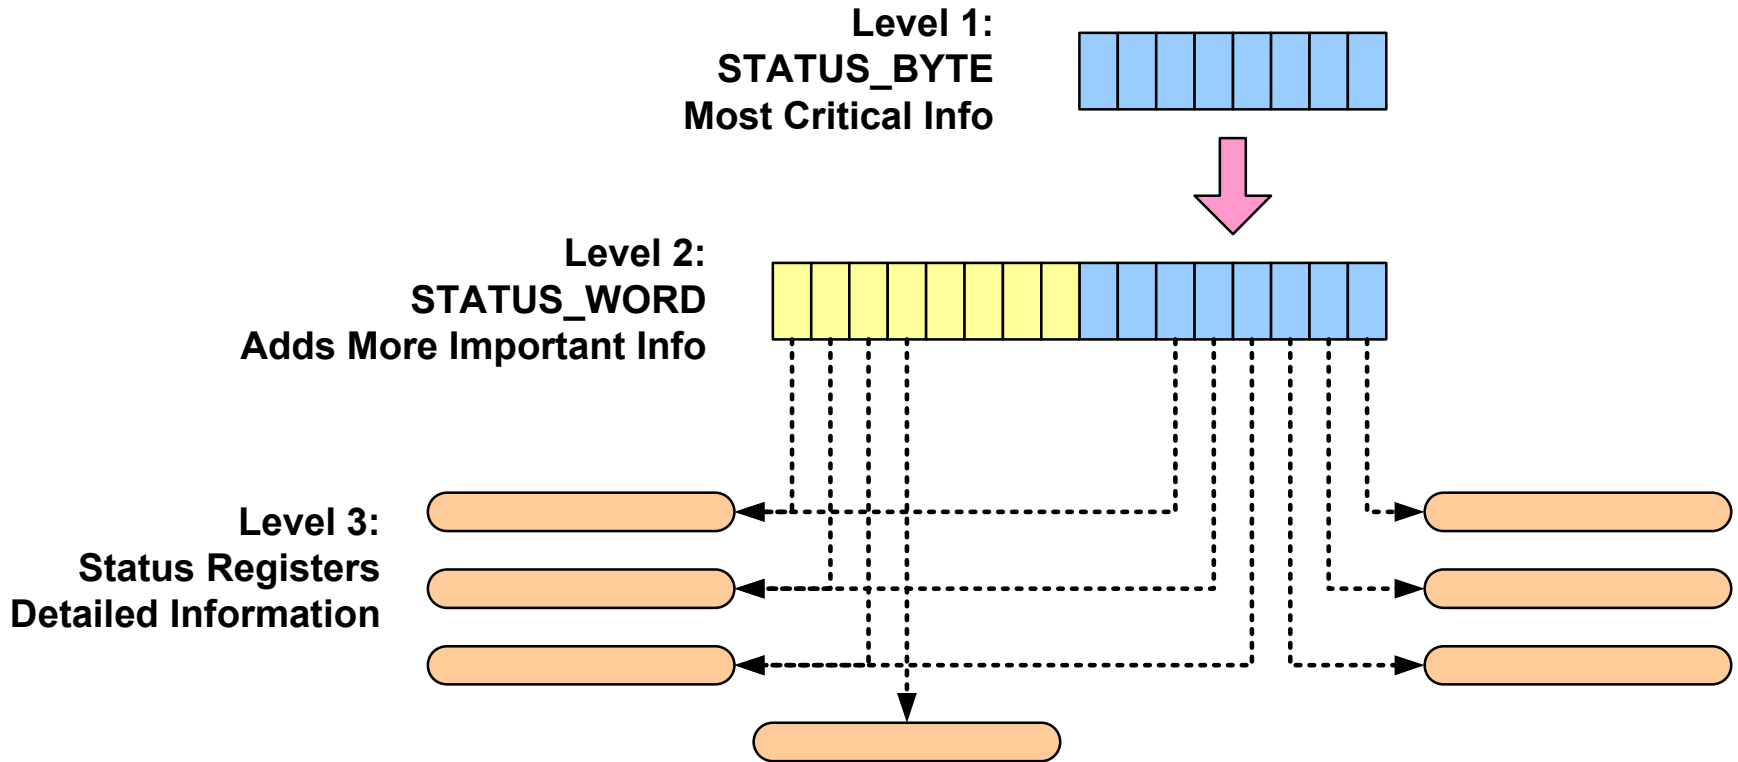 Level 1:
STATUS_BYTE
Most Critical Info
Level 2:
STATUS_WORD
Adds More Important Info
Level 3:
Status Registers
Detailed Information